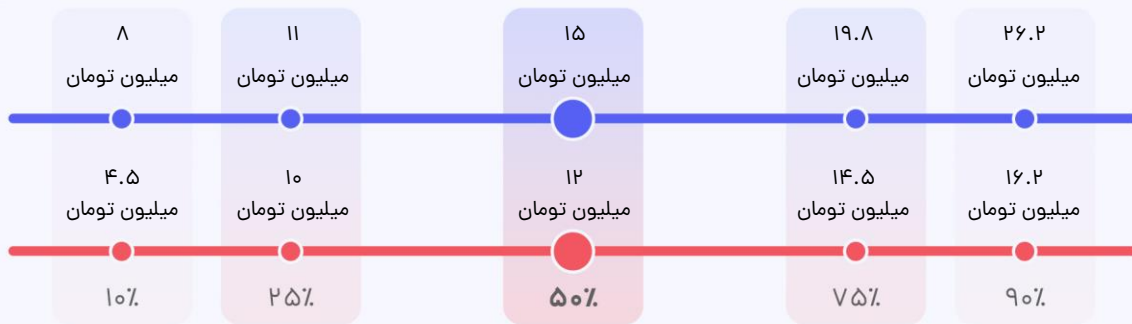 ۸ ۱۱ ۱۵ ۱۹.۸ ۲۶.۲
میلیون تومان میلیون تومان میلیون تومان میلیون تومان میلیون تومان
۴.۵ ۱۰ ۱۲ ۱۴.۵ ۱۶.۲
میلیون تومان میلیون تومان میلیون تومان میلیون تومان میلیون تومان
۱۰٪ ۲۵٪ ۵۰٪ ۷۵٪ ۹۰٪